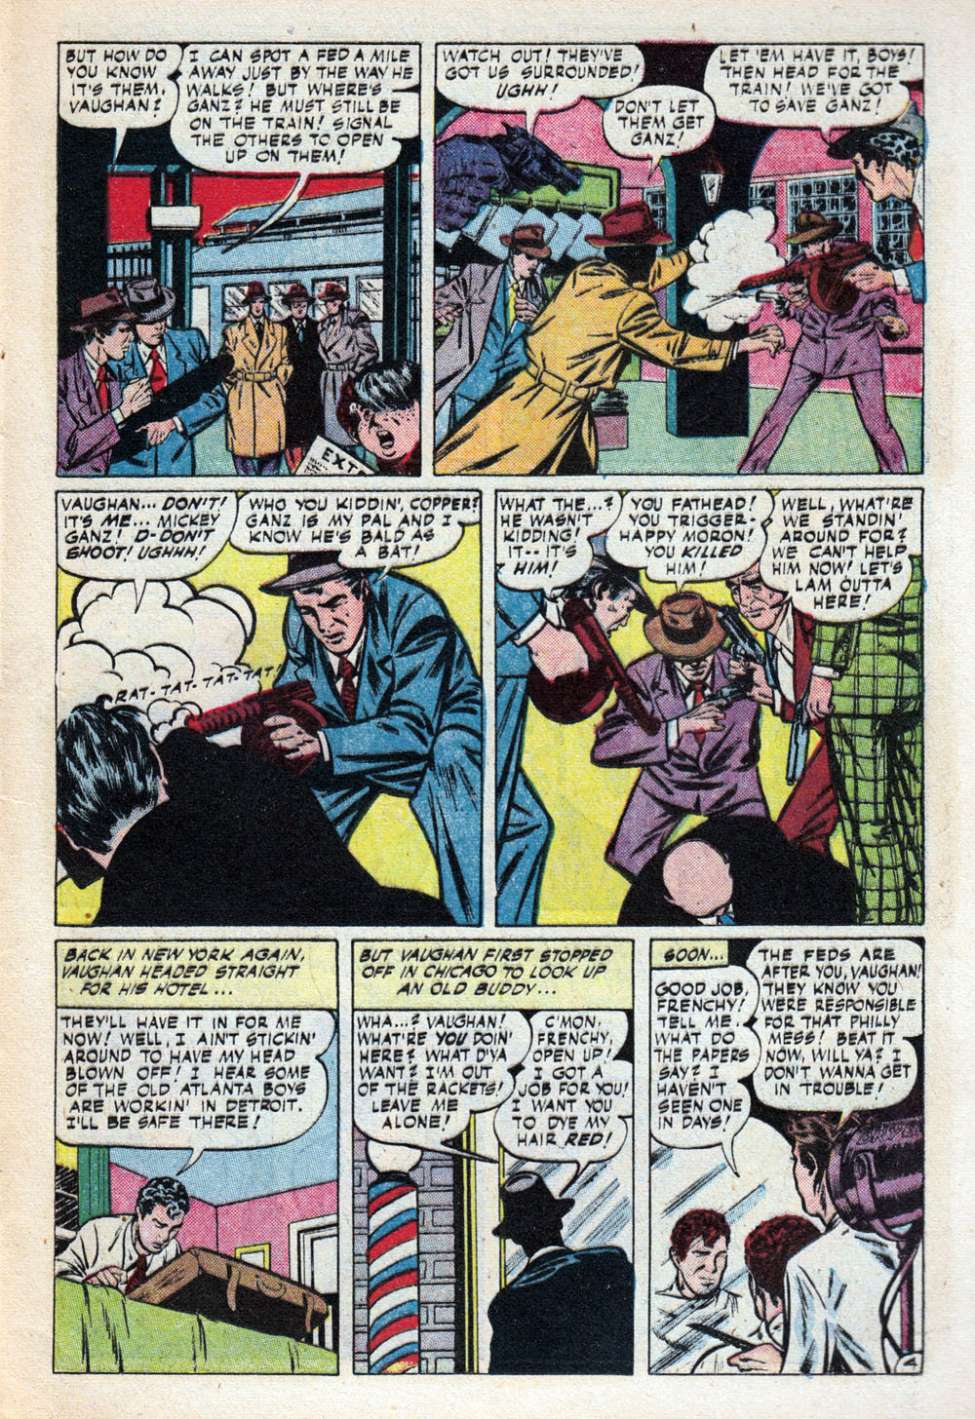 BUT HOW DO
YOU KNOW
IT'S THEM,
VAUGHAN?
I CAN SPOT A FED A MILE
AWAY JUST BY THE WAY HE
WALKS! BUT WHERE'S
GANZ? HE MUST STILL BE
ON THE TRAIN! SIGNAL
THE OTHERS TO OPEN
UP ON THEM!
EXT
WATCH OUT! THEY'VE
GOT US SURROUNDED!
UGHH!
DON'T LET
THEM GET
GANZ!
LET 'EM HAVE IT, BOYS!
THEN HEAD FOR THE
TRAIN! WE'VE GOT
TO SAVE GANZ!
VAUGHAN... DON'T!
IT'S ME... MICKEY
GANZ! D-DON'T
SHOOT! UGHHH!
WHO YOU KIDDIN', COPPER?
GANZ IS MY PAL AND I
KNOW HE'S BALD AS
A BAT!
RAT-TAT-TAT-TAT!
WHAT THE...?
HE WASN'T
KIDDING!
IT-- IT'S
HIM!
YOU FATHEAD!
YOU TRIGGER-
HAPPY MORON!
YOU KILLED
HIM!
WELL, WHAT'RE
WE STANDIN'
AROUND FOR?
WE CAN'T HELP
HIM NOW! LET'S
LAM OUTTA
HERE!
BACK IN NEW YORK AGAIN,
VAUGHAN HEADED STRAIGHT
FOR HIS HOTEL...
THEY'LL HAVE IT IN FOR ME
NOW! WELL, I AIN'T STICKIN'
AROUND TO HAVE MY HEAD
BLOWN OFF! I HEAR SOME
OF THE OLD ATLANTA BOYS
ARE WORKIN' IN DETROIT.
I'LL BE SAFE THERE!
BUT VAUGHAN FIRST STOPPED
OFF IN CHICAGO TO LOOK UP
AN OLD BUDDY...
WHA...? VAUGHAN!
WHAT'RE YOU DOIN'
HERE? WHAT D'YA
WANT? I'M OUT
OF THE RACKETS!
LEAVE ME
ALONE!
C'MON,
FRENCHY,
OPEN UP!
I GOT A
JOB FOR YOU!
I WANT YOU
TO DYE MY
HAIR RED!
SOON...
GOOD JOB,
FRENCHY!
TELL ME,
WHAT DO
THE PAPERS
SAY? I
HAVEN'T
SEEN ONE
IN DAYS!
THE FEDS ARE
AFTER YOU, VAUGHAN!
THEY KNOW YOU
WERE RESPONSIBLE
FOR THAT PHILLY
MESS! BEAT IT
NOW, WILL YA? I
DON'T WANNA GET
IN TROUBLE!
4